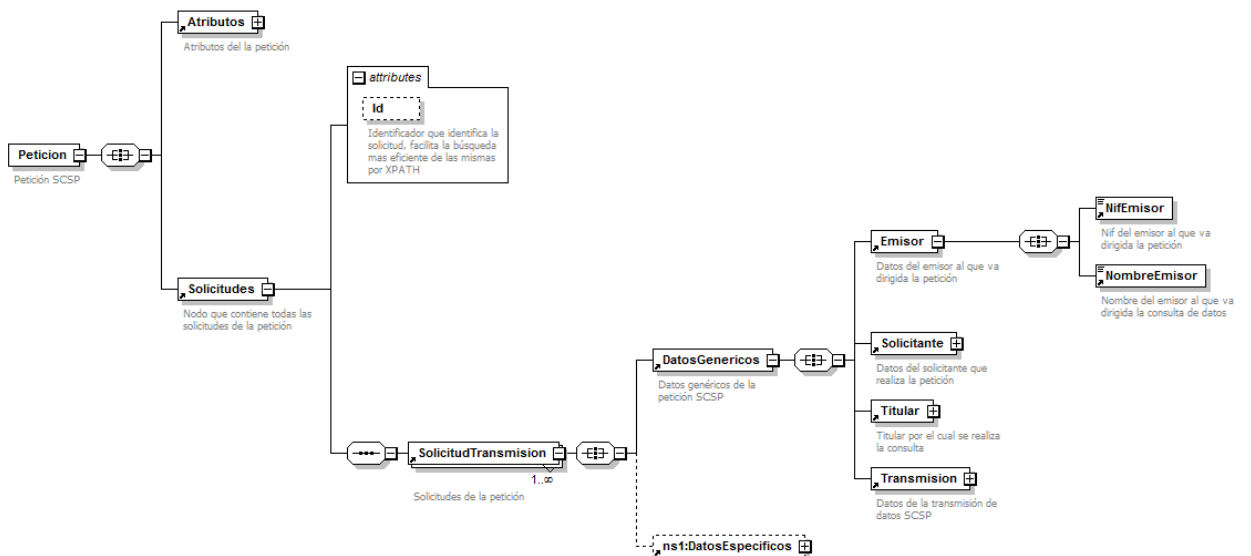 Atributos
Atributos del la petición
attributes
Id
Identificador que identifica la
solicitud, facilita la búsqueda
mas eficiente de las mismas
por XPATH
Peticion
Petición SCSP
Solicitudes
Nodo que contiene todas las
solicitudes de la petición
SolicitudTransmision
1..∞
Solicitudes de la petición
DatosGenericos
Datos genéricos de la
petición SCSP
Emisor
Datos del emisor al que va
dirigida la petición
NifEmisor
Nif del emisor al que va
dirigida la petición
NombreEmisor
Nombre del emisor al que va
dirigida la consulta de datos
Solicitante
Datos del solicitante que
realiza la petición
Titular
Titular por el cual se realiza
la consulta
Transmision
Datos de la transmisión de
datos SCSP
ns1:DatosEspecificos